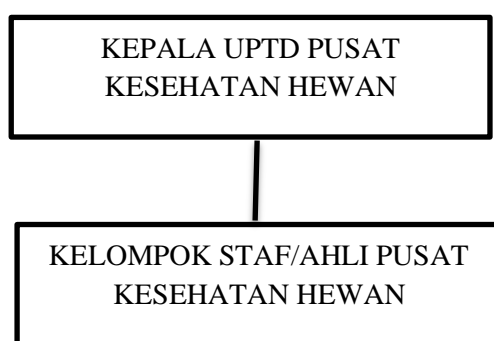 KEPALA UPTD PUSAT
KESEHATAN HEWAN
KELOMPOK STAF/AHLI PUSAT
KESEHATAN HEWAN